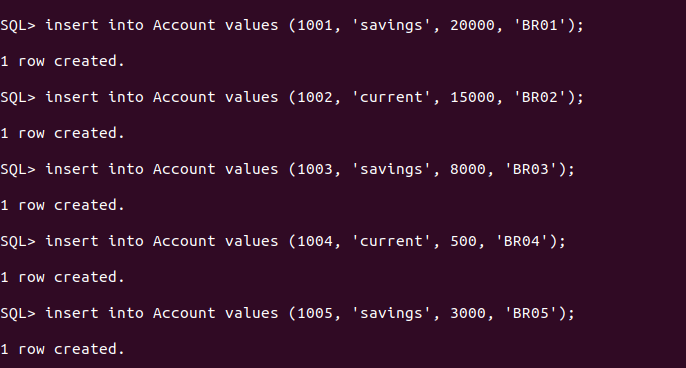 SQL> insert into Account values (1001, 'savings', 20000, 'BR01');
1 row created.
SQL> insert into Account values (1002, 'current', 15000, 'BR02');
1 row created.
SQL> insert into Account values (1003, 'savings', 8000, 'BR03');
1 row created.
SQL> insert into Account values (1004, 'current', 500, 'BR04');
1 row created.
SQL> insert into Account values (1005, 'savings', 3000, 'BR05');
1 row created.